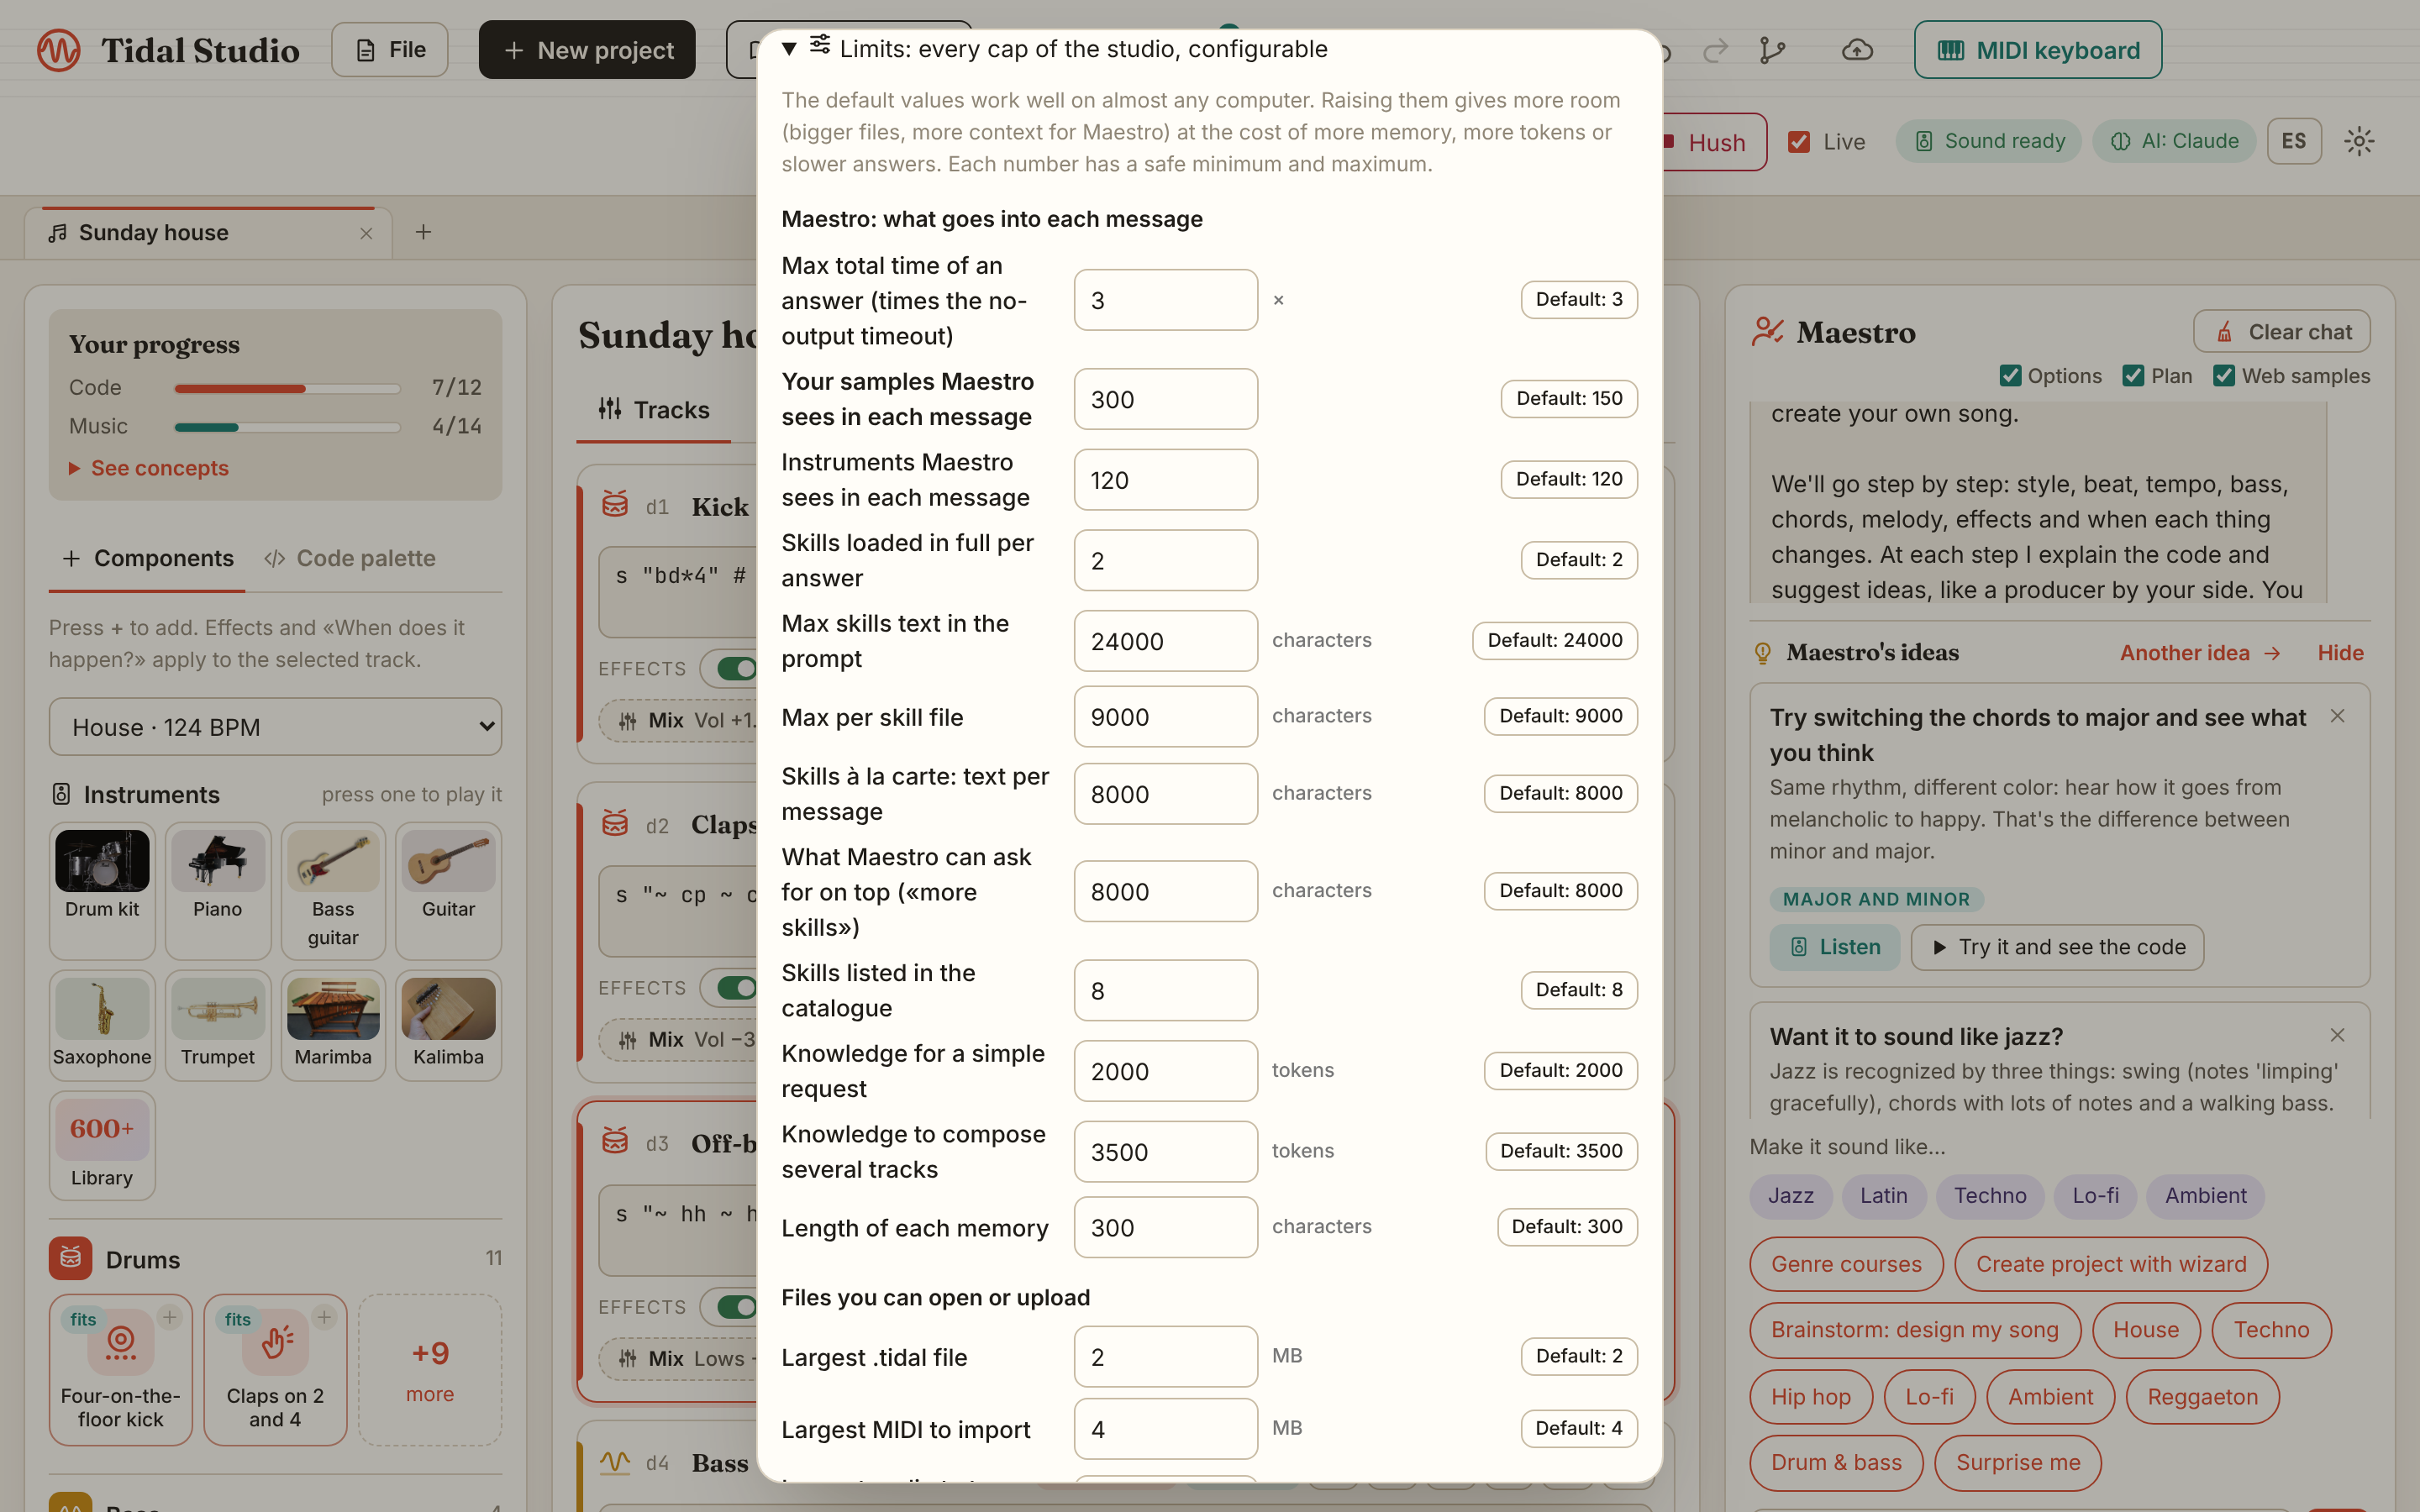 Tidal Studio
File
New project
MIDI keyboard
Hush
Live
Sound ready
AI: Claude
ES
Sunday house
Your progress
Code 7/12
Music 4/14
See concepts
Components
Code palette
Press + to add. Effects and «When does it
happen?» apply to the selected track.
House · 124 BPM
Instruments
press one to play it
Drum kit
Piano
Bass
guitar
Guitar
Saxophone
Trumpet
Marimba
Kalimba
600+
Library
Drums
11
fits
Four-on-the-
floor kick
fits
Claps on 2
and 4
+9
more
Tracks
d1 Kick
s "bd*4" #
EFFECTS
Mix
d2 Claps
s "~ cp ~
EFFECTS
Mix Vol −3
d3
s "~ hh ~
EFFECTS
Mix Lows
d4 Bass
Limits: every cap of the studio, configurable
The default values work well on almost any computer. Raising them gives more room
(bigger files, more context for Maestro) at the cost of more memory, more tokens or
slower answers. Each number has a safe minimum and maximum.
Maestro: what goes into each message
Max total time of an
answer (times the no-
output timeout)
3 ×
Default: 3
Your samples Maestro
sees in each message
300
Default: 150
Instruments Maestro
sees in each message
120
Default: 120
Skills loaded in full per
answer
2
Default: 2
Max skills text in the
prompt
24000 characters
Default: 24000
Max per skill file
9000 characters
Default: 9000
Skills à la carte: text per
message
8000 characters
Default: 8000
What Maestro can ask
for on top («more
skills»)
8000 characters
Default: 8000
Skills listed in the
catalogue
8
Default: 8
Knowledge for a simple
request
2000 tokens
Default: 2000
Knowledge to compose
several tracks
3500 tokens
Default: 3500
Length of each memory
300 characters
Default: 300
Files you can open or upload
Largest .tidal file
2 MB
Default: 2
Largest MIDI to import
4 MB
Default: 4
Maestro
Clear chat
Options
Plan
Web samples
create your own song.
We'll go step by step: style, beat, tempo, bass,
chords, melody, effects and when each thing
changes. At each step I explain the code and
suggest ideas, like a producer by your side. You
Maestro's ideas
Another idea →
Hide
Try switching the chords to major and see what
you think
Same rhythm, different color: hear how it goes from
melancholic to happy. That's the difference between
minor and major.
MAJOR AND MINOR
Listen
Try it and see the code
Want it to sound like jazz?
Jazz is recognized by three things: swing (notes 'limping'
gracefully), chords with lots of notes and a walking bass.
Make it sound like...
Jazz
Latin
Techno
Lo-fi
Ambient
Genre courses
Create project with wizard
Brainstorm: design my song
House
Techno
Hip hop
Lo-fi
Ambient
Reggaeton
Drum & bass
Surprise me